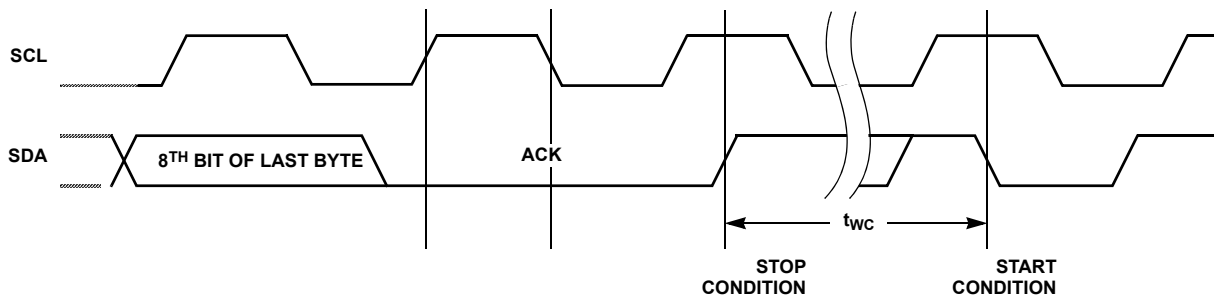 SCL
SDA
8TH BIT OF LAST BYTE
ACK
tWC
STOP
CONDITION
START
CONDITION